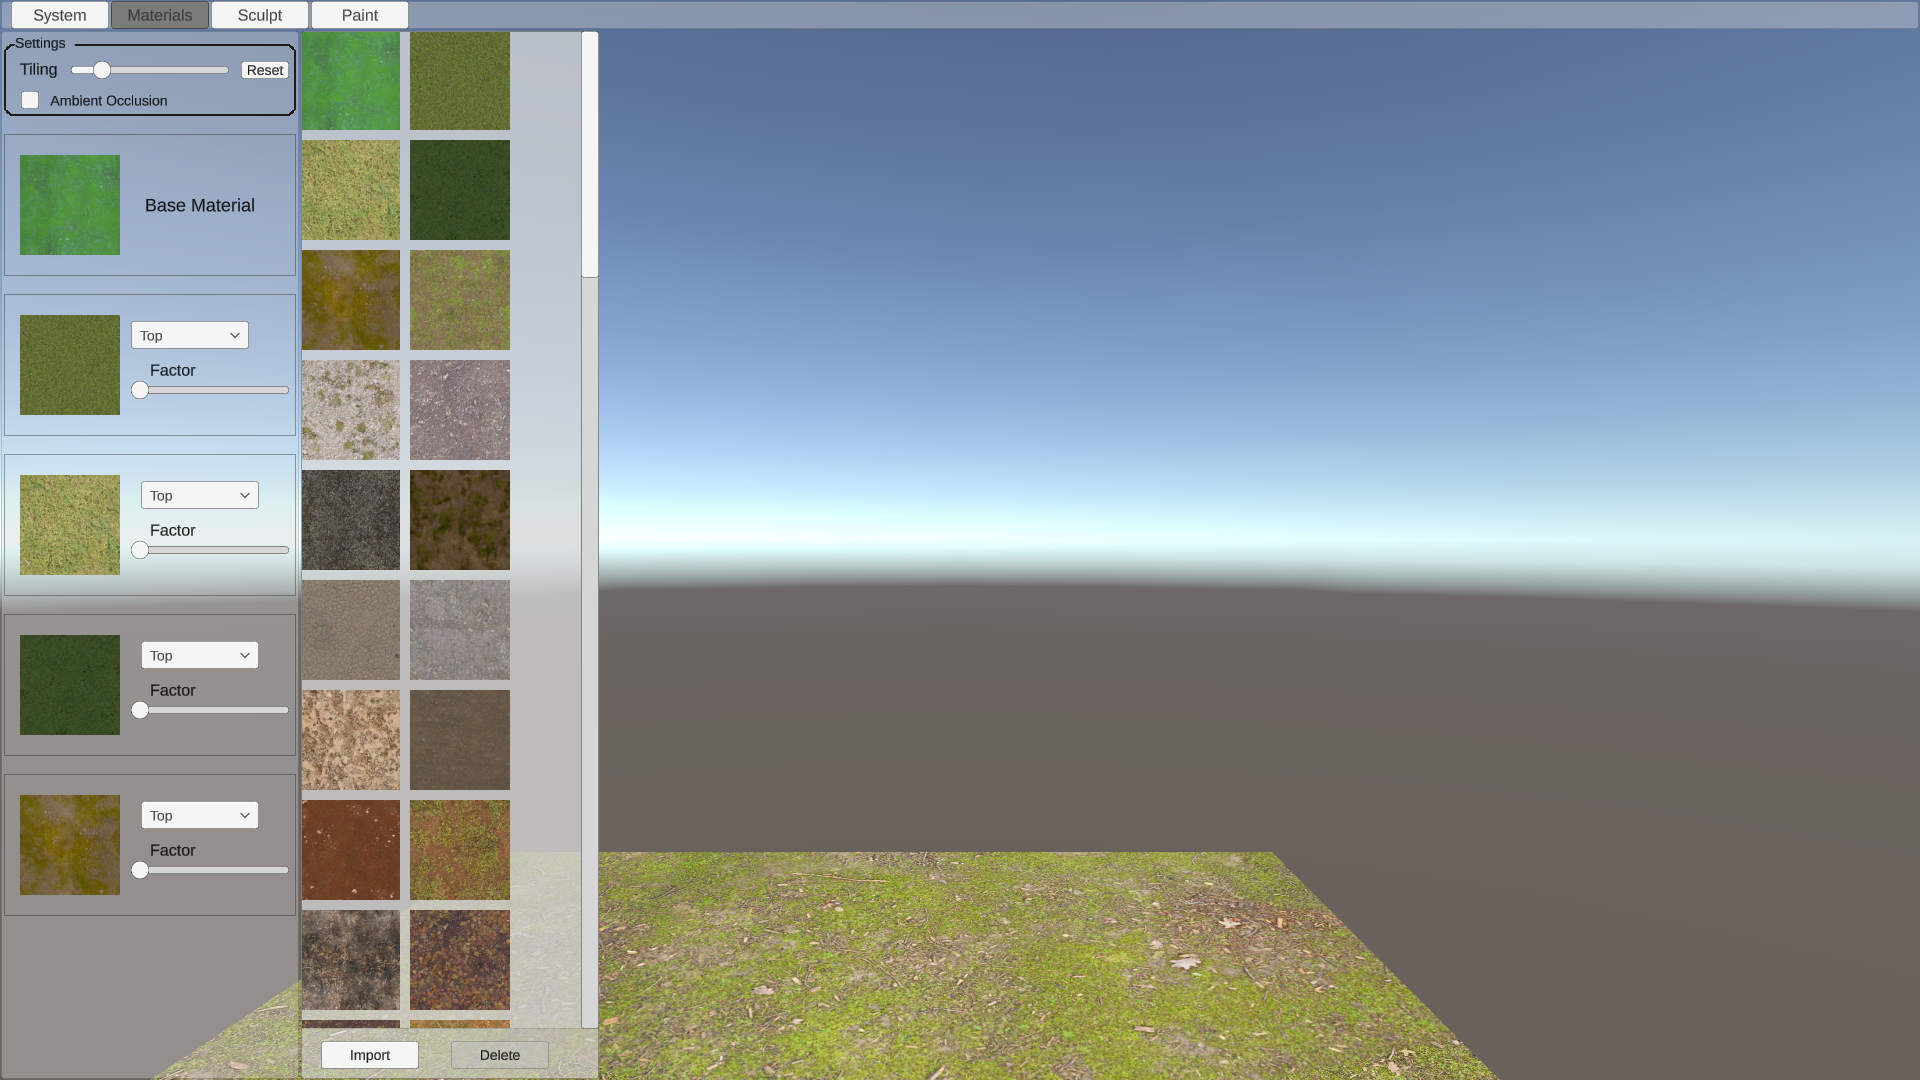 System
Materials
Sculpt
Paint
Settings
Tiling
Reset
Ambient Occlusion
Base Material
Top
Factor
Top
Factor
Top
Factor
Top
Factor
Import
Delete